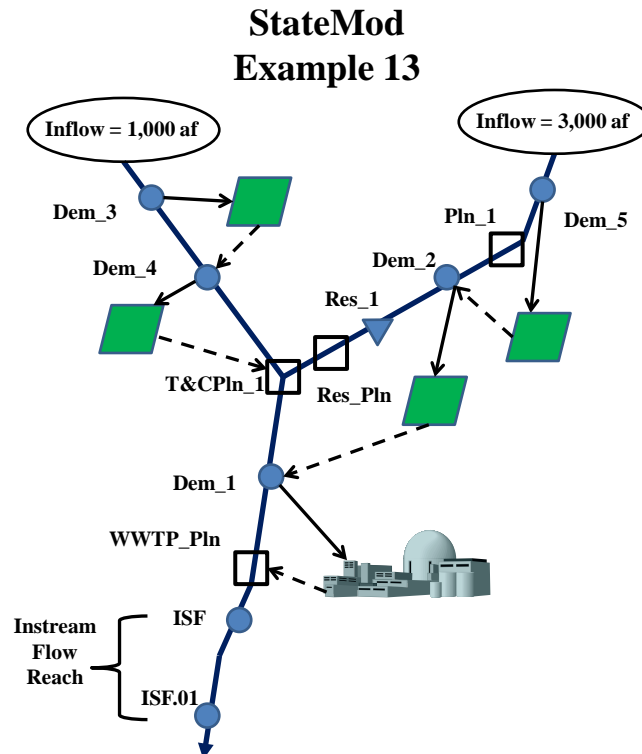 StateMod
Example 13
Inflow = 1,000 af
Inflow = 3,000 af
Dem_3
Pln_1
Dem_5
Dem_4
Dem_2
Res_1
T&CPln_1
Res_Pln
Dem_1
WWTP_Pln
Instream
Flow
Reach
ISF
ISF.01